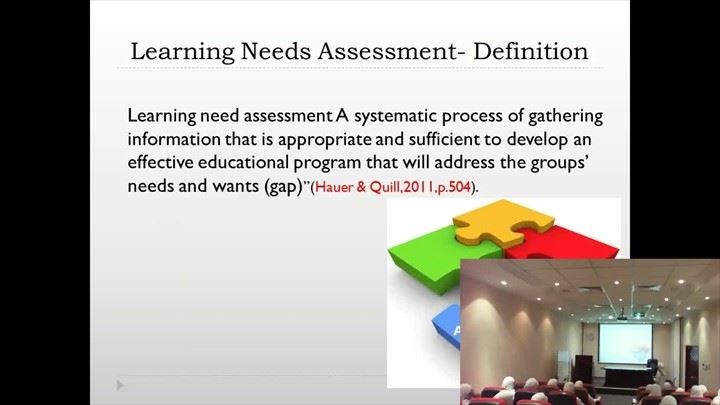 Learning Needs Assessment- Definition
Learning need assessment A systematic process of gathering
information that is appropriate and sufficient to develop an
effective educational program that will address the groups'
needs and wants (gap)"(Hauer & Quill,2011,p.504).
A